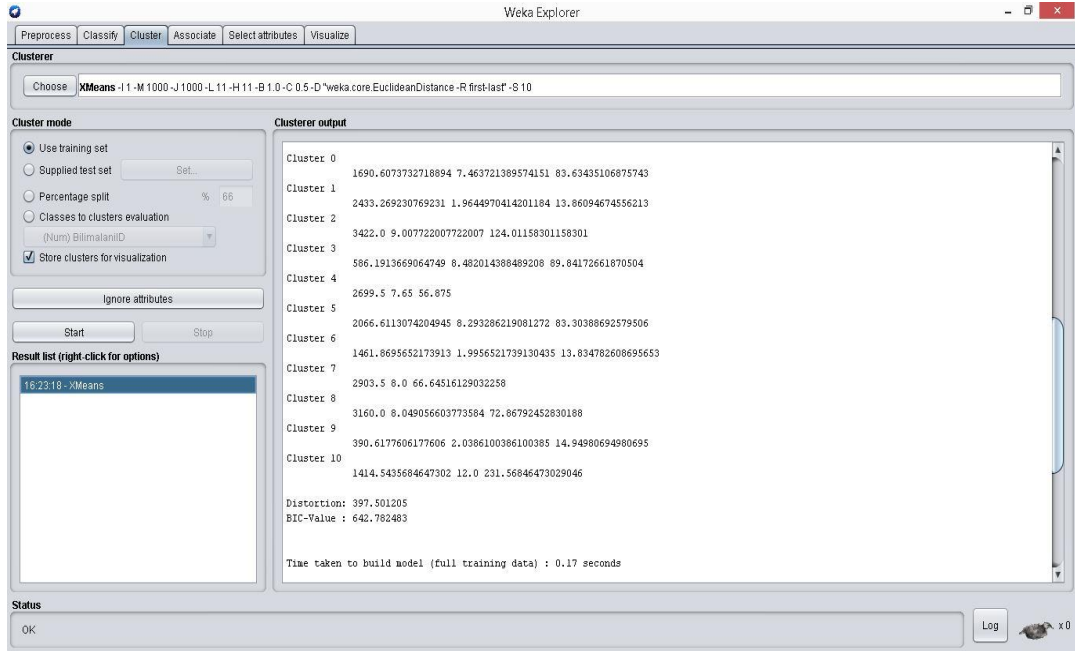 Weka Explorer
Preprocess Classify Cluster Associate Select attributes Visualize
Clusterer
Choose XMeans -I 1 -M 1000 -J 1000 -L 11 -H 11 -B 1.0 -C 0.5 -D "weka.core.EuclideanDistance -R first-last" -S 10
Cluster mode
Use training set
Supplied test set Set...
Percentage split % 66
Classes to clusters evaluation
(Num) BilimalaniID
Store clusters for visualization
Ignore attributes
Start Stop
Result list (right-click for options)
16:23:18 - XMeans
Clusterer output
Cluster 0
1690.6073732718894 7.463721389574151 83.63435106875743
Cluster 1
2433.269230769231 1.9644970414201184 13.86094674556213
Cluster 2
3422.0 9.007722007722007 124.01158301158301
Cluster 3
586.1913669064749 8.482014388489208 89.84172661870504
Cluster 4
2699.5 7.65 56.875
Cluster 5
2066.6113074204945 8.293286219081272 83.30388692579506
Cluster 6
1461.8695652173913 1.9956521739130435 13.834782608695653
Cluster 7
2903.5 8.0 66.64516129032258
Cluster 8
3160.0 8.049056603773584 72.86792452830188
Cluster 9
390.6177606177606 2.0386100386100385 14.94980694980695
Cluster 10
1414.5435684647302 12.0 231.56846473029046
Distortion: 397.501205
BIC-Value : 642.782483
Time taken to build model (full training data) : 0.17 seconds
Status
OK
Log x 0